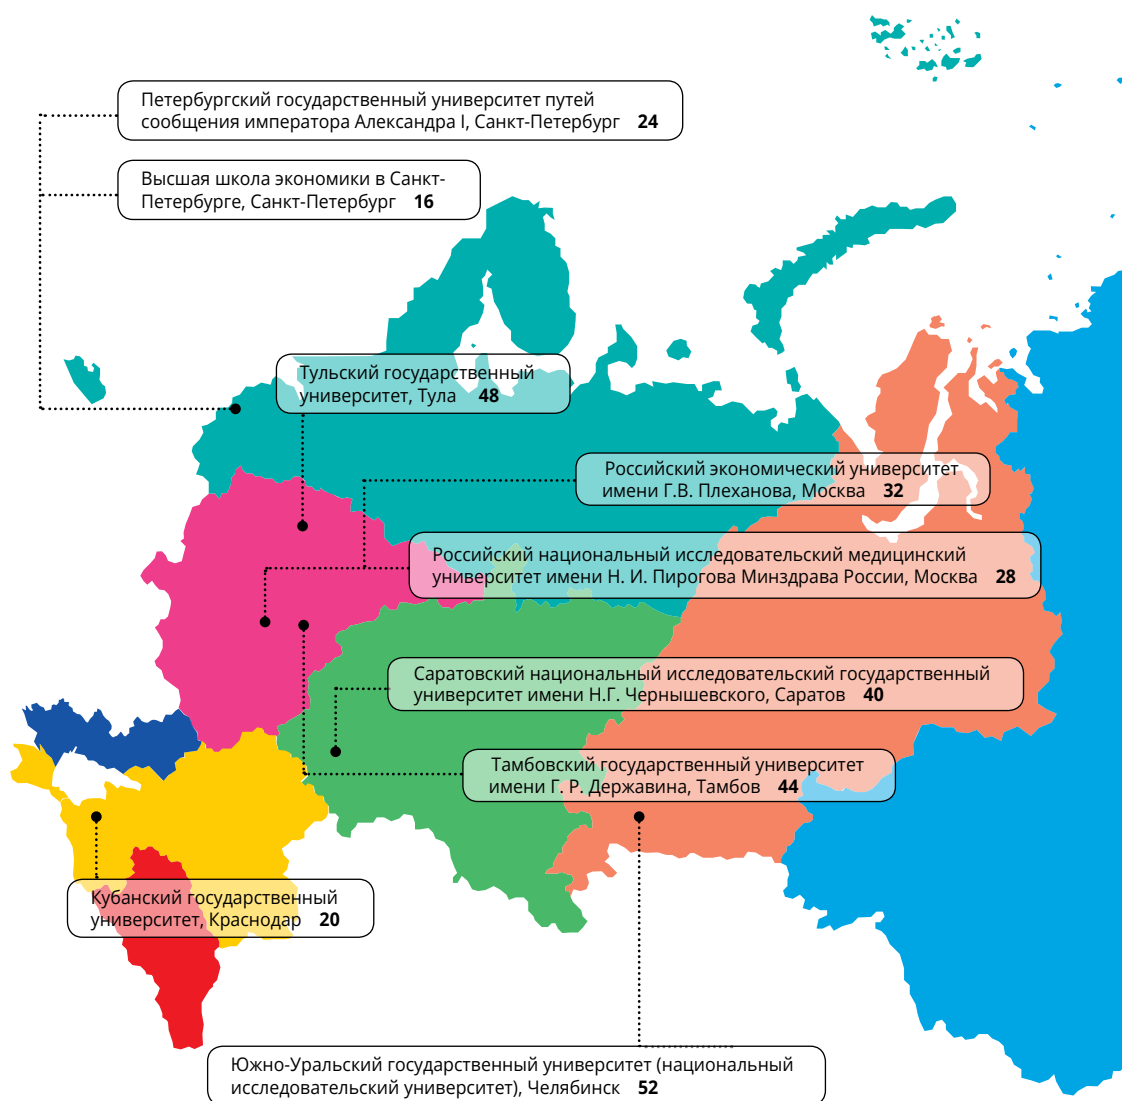 Петербургский государственный университет путей
сообщения императора Александра I, Санкт-Петербург 24
Высшая школа экономики в Санкт-
Петербурге, Санкт-Петербург 16
Тульский государственный
университет, Тула 48
Российский экономический университет
имени Г.В. Плеханова, Москва 32
Российский национальный исследовательский медицинский
университет имени Н. И. Пирогова Минздрава России, Москва 28
Саратовский национальный исследовательский государственный
университет имени Н.Г. Чернышевского, Саратов 40
Тамбовский государственный университет
имени Г. Р. Державина, Тамбов 44
Кубанский государственный
университет, Краснодар 20
Южно-Уральский государственный университет (национальный
исследовательский университет), Челябинск 52